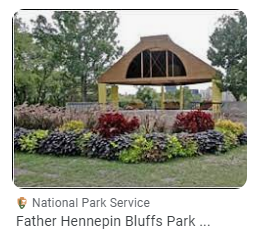 National Park Service
Father Hennepin Bluffs Park ...